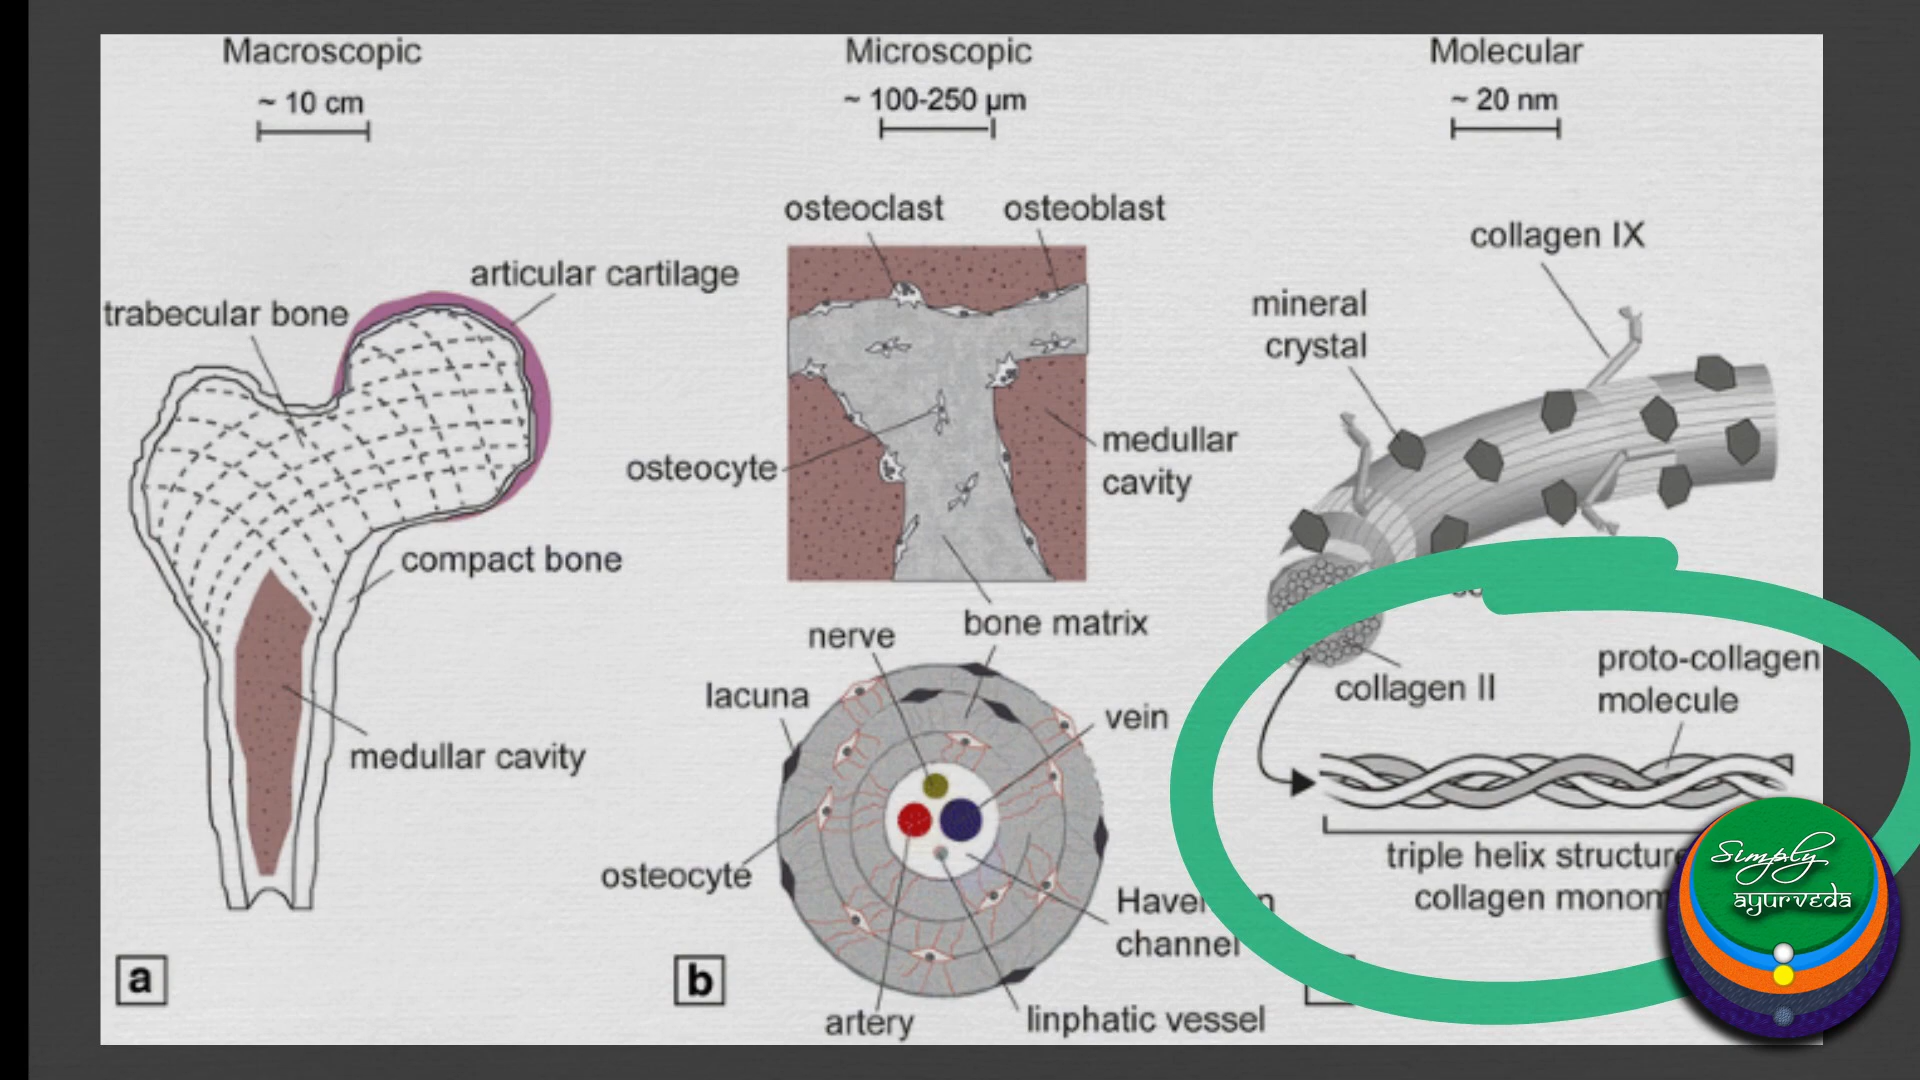 Macroscopic
~ 10 cm
trabecular bone
articular cartilage
compact bone
medullar cavity
a
Microscopic
~ 100-250 µm
osteoclast
osteoblast
osteocyte
medullar
cavity
bone matrix
nerve
lacuna
vein
osteocyte
channel
artery
linphatic vessel
b
Molecular
~ 20 nm
collagen IX
mineral
crystal
collagen II
proto-collagen
molecule
triple helix structure
collagen
Simply
ayurveda